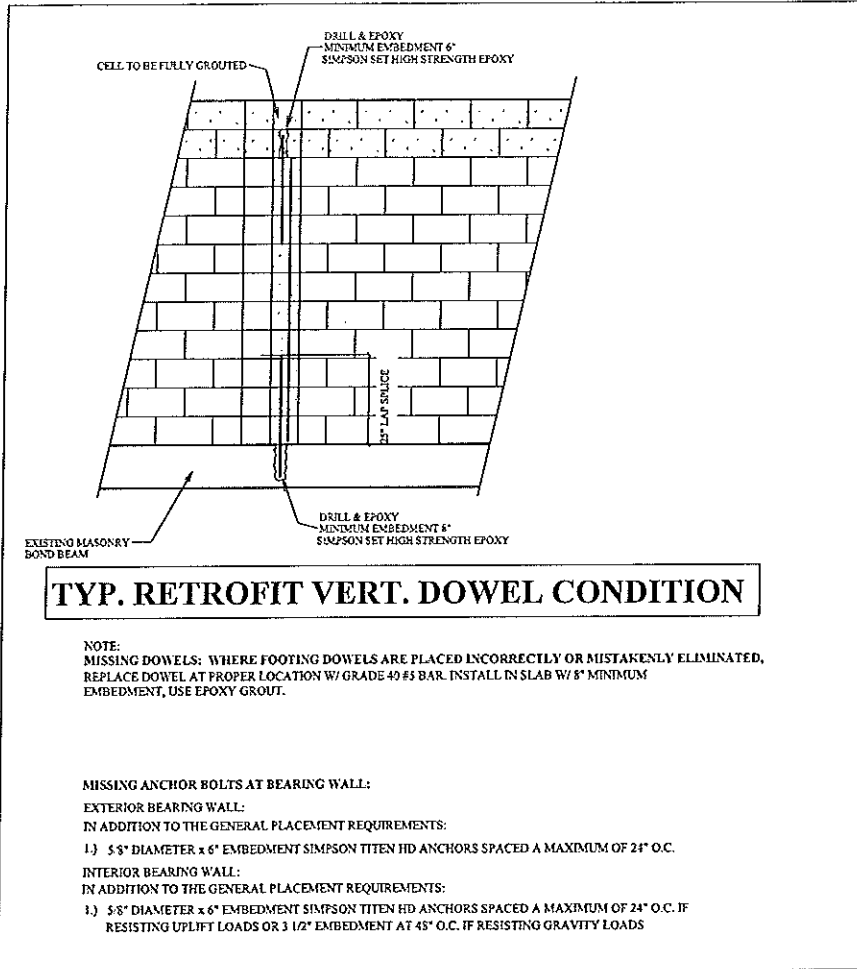 DRILL & EPOXY
MINIMUM EMBEDMENT 6"
SIMPSON SET HIGH STRENGTH EPOXY
CELL TO BE FULLY GROUTED
25" LAP SPLICE
DRILL & EPOXY
MINIMUM EMBEDMENT 6"
SIMPSON SET HIGH STRENGTH EPOXY
EXISTING MASONRY
BOND BEAM
TYP. RETROFIT VERT. DOWEL CONDITION
NOTE:
MISSING DOWELS: WHERE FOOTING DOWELS ARE PLACED INCORRECTLY OR MISTAKENLY ELIMINATED,
REPLACE DOWEL AT PROPER LOCATION W/ GRADE 40 #5 BAR. INSTALL IN SLAB W/ 8" MINIMUM
EMBEDMENT, USE EPOXY GROUT.
MISSING ANCHOR BOLTS AT BEARING WALL:
EXTERIOR BEARING WALL:
IN ADDITION TO THE GENERAL PLACEMENT REQUIREMENTS:
1.) 5/8" DIAMETER x 6" EMBEDMENT SIMPSON TITEN HD ANCHORS SPACED A MAXIMUM OF 24" O.C.
INTERIOR BEARING WALL:
IN ADDITION TO THE GENERAL PLACEMENT REQUIREMENTS:
1.) 5/8" DIAMETER x 6" EMBEDMENT SIMPSON TITEN HD ANCHORS SPACED A MAXIMUM OF 24" O.C. IF
RESISTING UPLIFT LOADS OR 3 1/2" EMBEDMENT AT 48" O.C. IF RESISTING GRAVITY LOADS